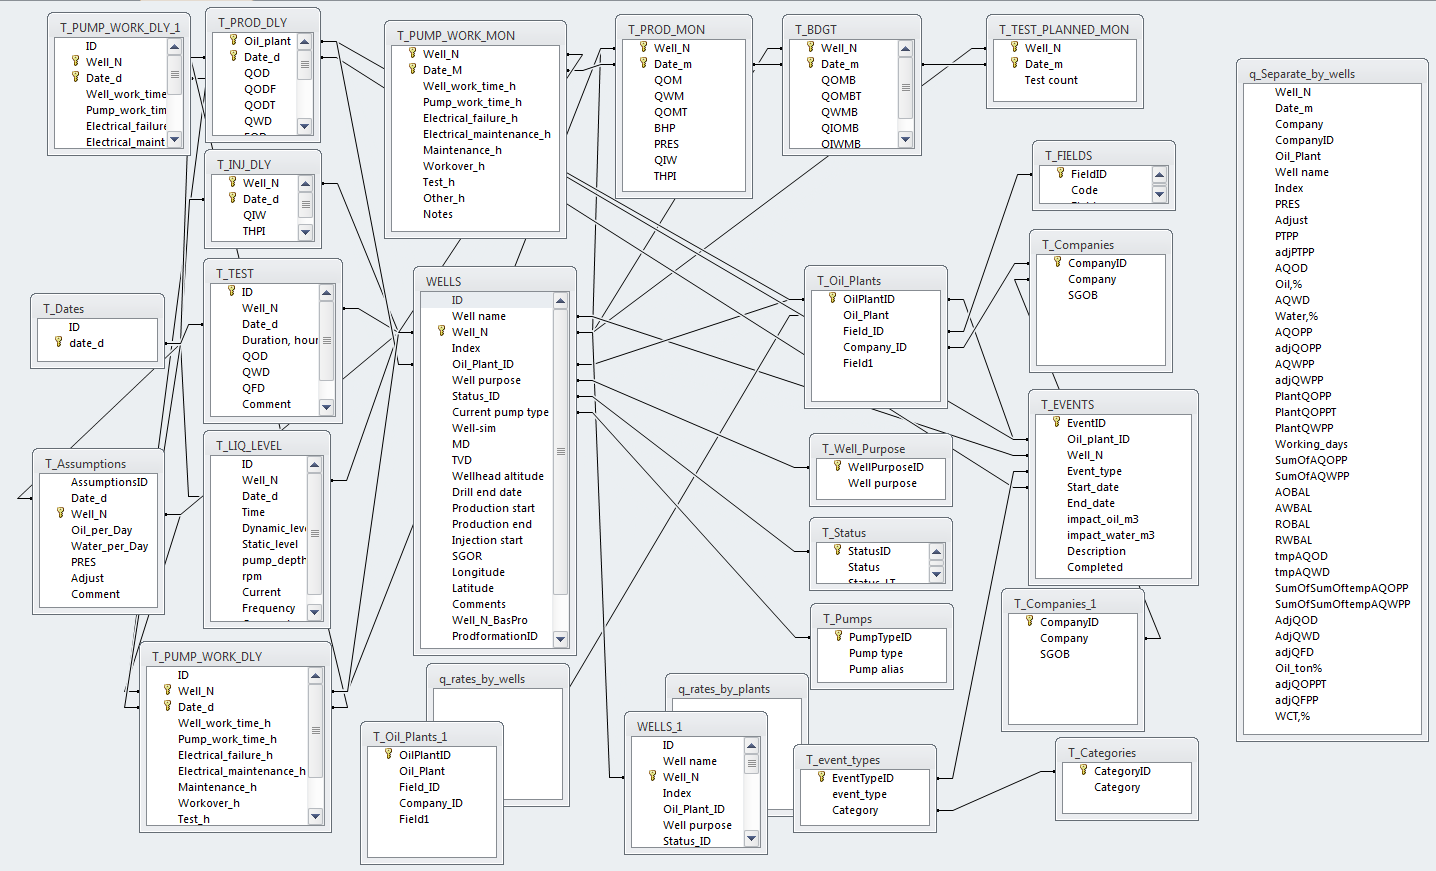 T_PUMP_WORK_DLY_1
ID
Well_N
Date_d
Well_work_time
Pump_work_tim
Electrical_failure
Electrical_maint
T_PROD_DLY
Oil_plant
Date_d
QOD
QODF
QODT
QWD
T_INJ_DLY
Well_N
Date_d
QIW
THPI
T_TEST
ID
Well_N
Date_d
Duration, hour
QOD
QWD
QFD
Comment
T_Dates
ID
date_d
T_Assumptions
AssumptionsID
Date_d
Well_N
Oil_per_Day
Water_per_Day
PRES
Adjust
Comment
T_LIQ_LEVEL
ID
Well_N
Date_d
Time
Dynamic_leve
Static_level
pump_depth
rpm
Current
Frequency
T_PUMP_WORK_DLY
ID
Well_N
Date_d
Well_work_time_h
Pump_work_time_h
Electrical_failure_h
Electrical_maintenance_h
Maintenance_h
Workover_h
Test_h
T_PUMP_WORK_MON
Well_N
Date_M
Well_work_time_h
Pump_work_time_h
Electrical_failure_h
Electrical_maintenance_h
Maintenance_h
Workover_h
Test_h
Other_h
Notes
WELLS
ID
Well name
Well_N
Index
Oil_Plant_ID
Well purpose
Status_ID
Current pump type
Well-sim
MD
TVD
Wellhead altitude
Drill end date
Production start
Production end
Injection start
SGOR
Longitude
Latitude
Comments
Well_N_BasPro
ProdformationID
q_rates_by_wells
T_Oil_Plants_1
OilPlantID
Oil_Plant
Field_ID
Company_ID
Field1
T_PROD_MON
Well_N
Date_m
QOM
QWM
QOMT
BHP
PRES
QIW
THPI
T_BDGT
Well_N
Date_m
QOMB
QOMBT
QWMB
QIOMB
QIWMB
T_TEST_PLANNED_MON
Well_N
Date_m
Test count
T_FIELDS
FieldID
Code
T_Companies
CompanyID
Company
SGOB
T_Oil_Plants
OilPlantID
Oil_Plant
Field_ID
Company_ID
Field1
T_EVENTS
EventID
Oil_plant_ID
Well_N
Event_type
Start_date
End_date
impact_oil_m3
impact_water_m3
Description
Completed
T_Well_Purpose
WellPurposeID
Well purpose
T_Status
StatusID
Status
Status_LT
T_Pumps
PumpTypeID
Pump type
Pump alias
T_Companies_1
CompanyID
Company
SGOB
q_rates_by_plants
WELLS_1
ID
Well name
Well_N
Index
Oil_Plant_ID
Well purpose
Status_ID
T_event_types
EventTypeID
event_type
Category
T_Categories
CategoryID
Category
q_Separate_by_wells
Well_N
Date_m
Company
CompanyID
Oil_Plant
Well name
Index
PRES
Adjust
PTPP
adjPTPP
AQOD
Oil,%
AQWD
Water,%
AQOPP
adjQOPP
AQWPP
adjQWPP
PlantQOPP
PlantQOPPT
PlantQWPP
Working_days
SumOfAQOPP
SumOfAQWPP
AOBAL
AWBAL
ROBAL
RWBAL
tmpAQOD
tmpAQWD
SumOfSumOftempAQOPP
SumOfSumOftempAQWPP
AdjQOD
AdjQWD
adjQFD
Oil_ton%
adjQOPPT
adjQFPP
WCT,%